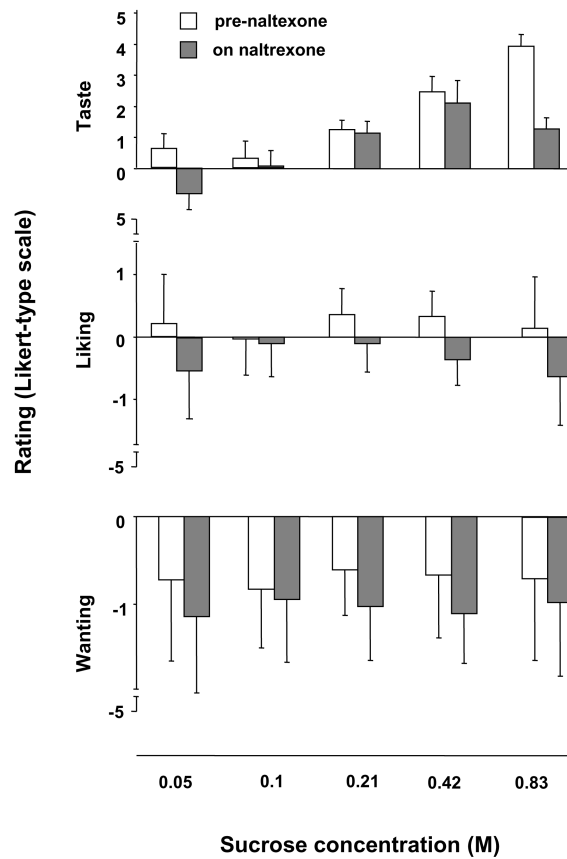 pre-naltexone
on naltrexone
Rating (Likert-type scale)
Taste
5
4
3
2
1
0
Liking
5
1
0
-1
-5
Wanting
0
-1
-5
0.05 0.1 0.21 0.42 0.83
Sucrose concentration (M)